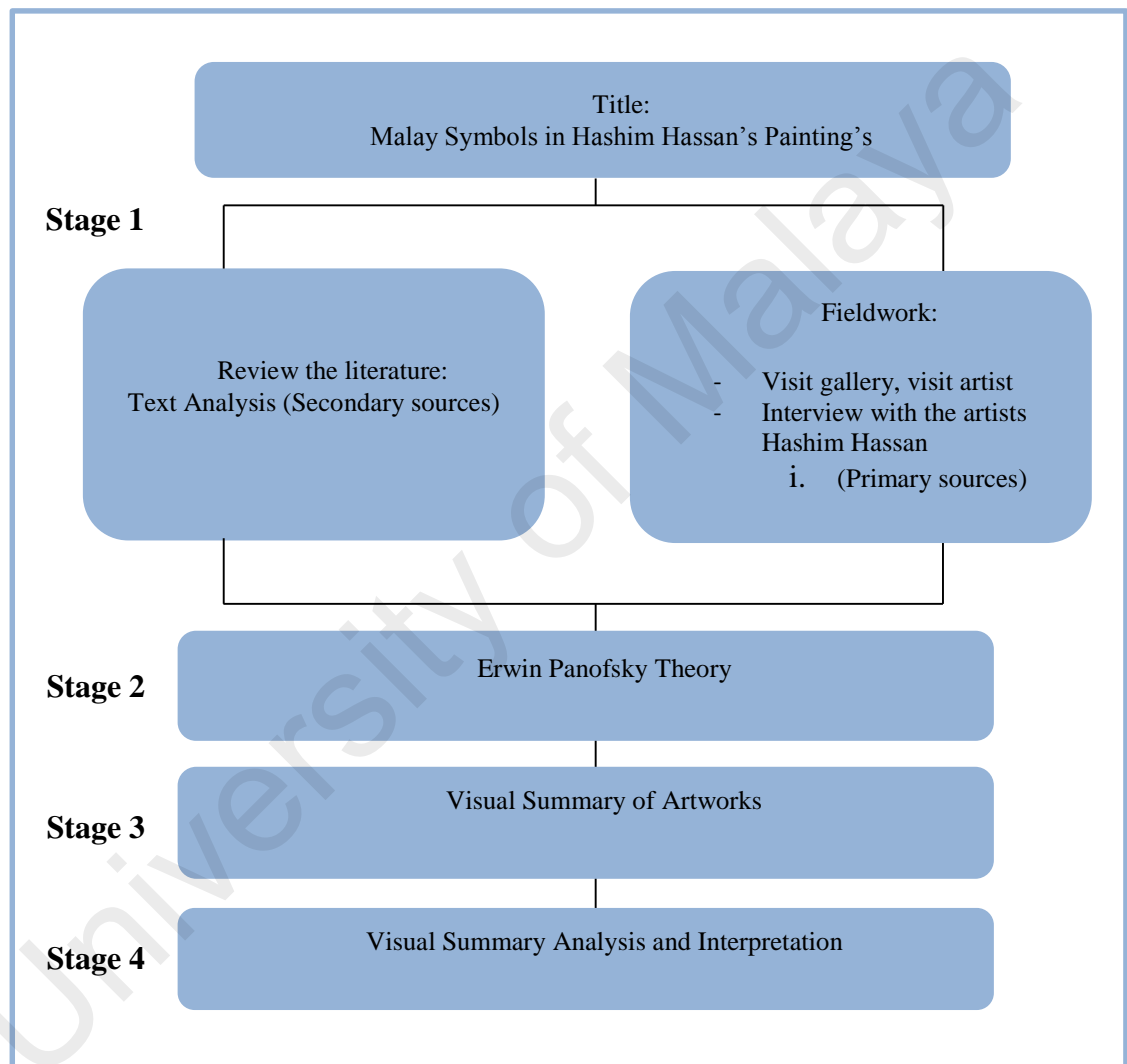 Title:
Malay Symbols in Hashim Hassan’s Painting’s
Stage 1
Review the literature:
Text Analysis (Secondary sources)
Fieldwork:
- Visit gallery, visit artist
- Interview with the artists
Hashim Hassan
i. (Primary sources)
Stage 2
Erwin Panofsky Theory
Stage 3
Visual Summary of Artworks
Stage 4
Visual Summary Analysis and Interpretation
University of Malaya